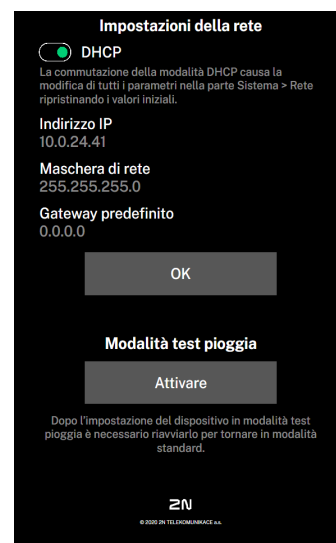 Impostazioni della rete
DHCP
La commutazione della modalità DHCP causa la
modifica di tutti i parametri nella parte Sistema > Rete
ripristinando i valori iniziali.
Indirizzo IP
10.0.24.41
Maschera di rete
255.255.255.0
Gateway predefinito
0.0.0.0
OK
Modalità test pioggia
Attivare
Dopo l'impostazione del dispositivo in modalità test
pioggia è necessario riavviarlo per tornare in modalità
standard.
2N
© 2020 2N TELEKOMUNIKACE a.s.